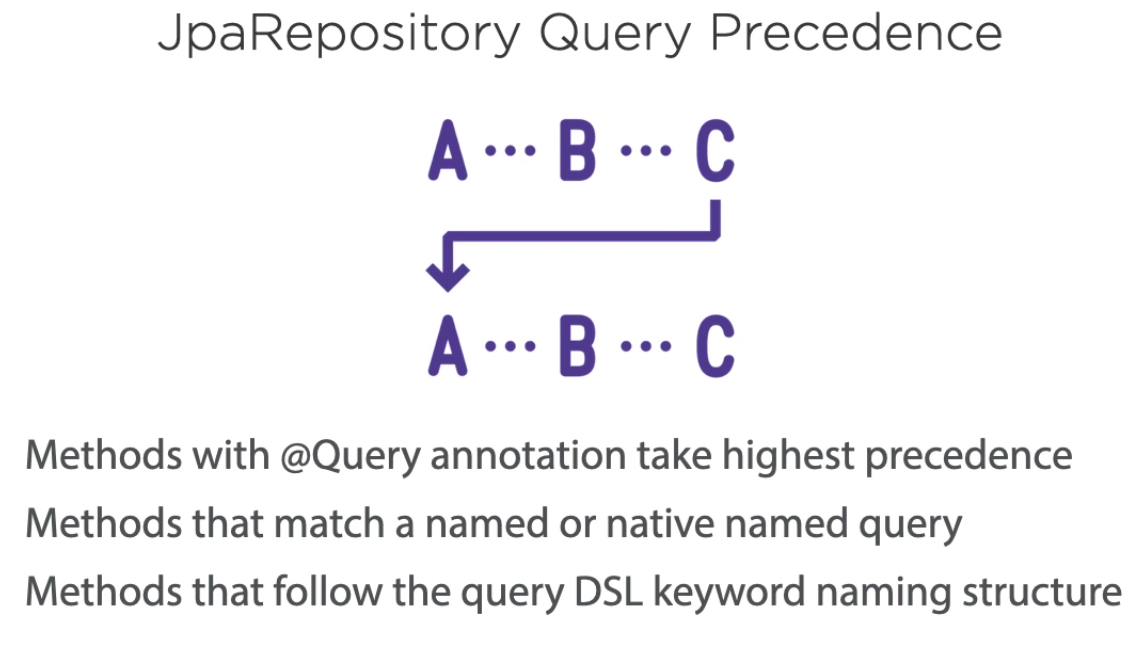 JpaRepository Query Precedence
A ··· B ··· C
A ··· B ··· C
Methods with @Query annotation take highest precedence
Methods that match a named or native named query
Methods that follow the query DSL keyword naming structure